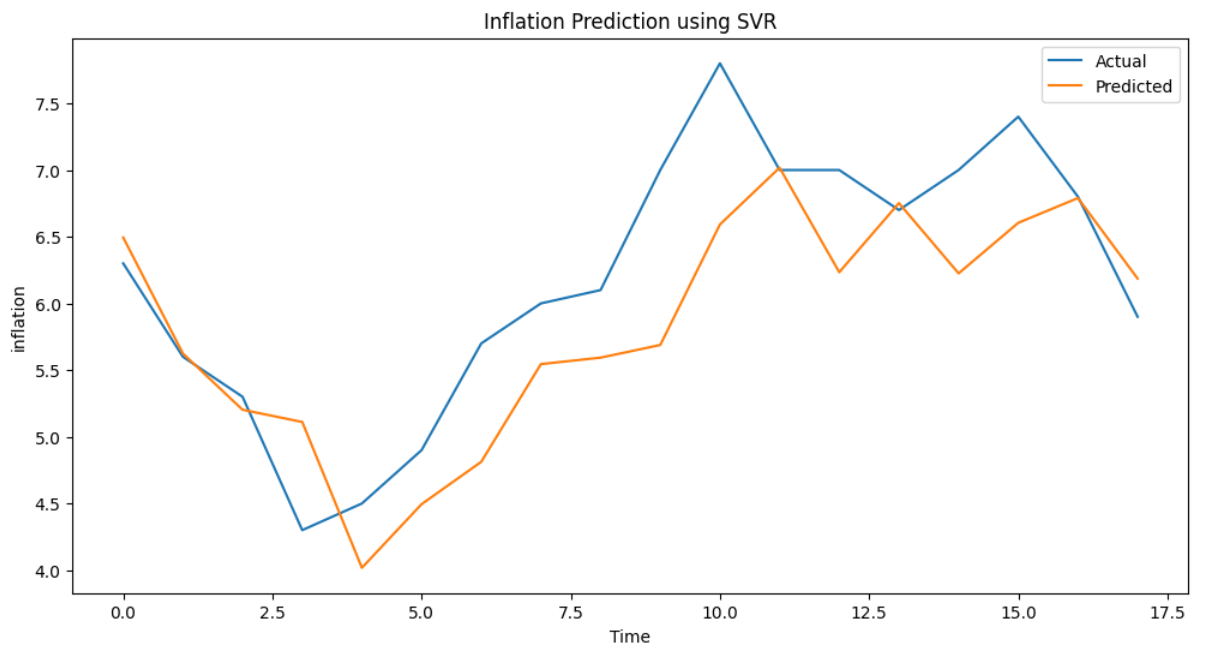 Inflation Prediction using SVR
Actual
Predicted
7.5
7.0
6.5
6.0
5.5
5.0
4.5
4.0
inflation
0.0 2.5 5.0 7.5 10.0 12.5 15.0 17.5
Time